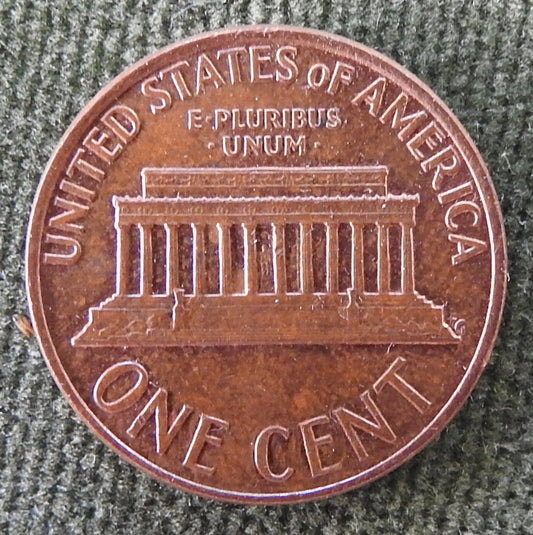 UNITED STATES OF AMERICA
E·PLURIBUS
·UNUM·
ONE CENT